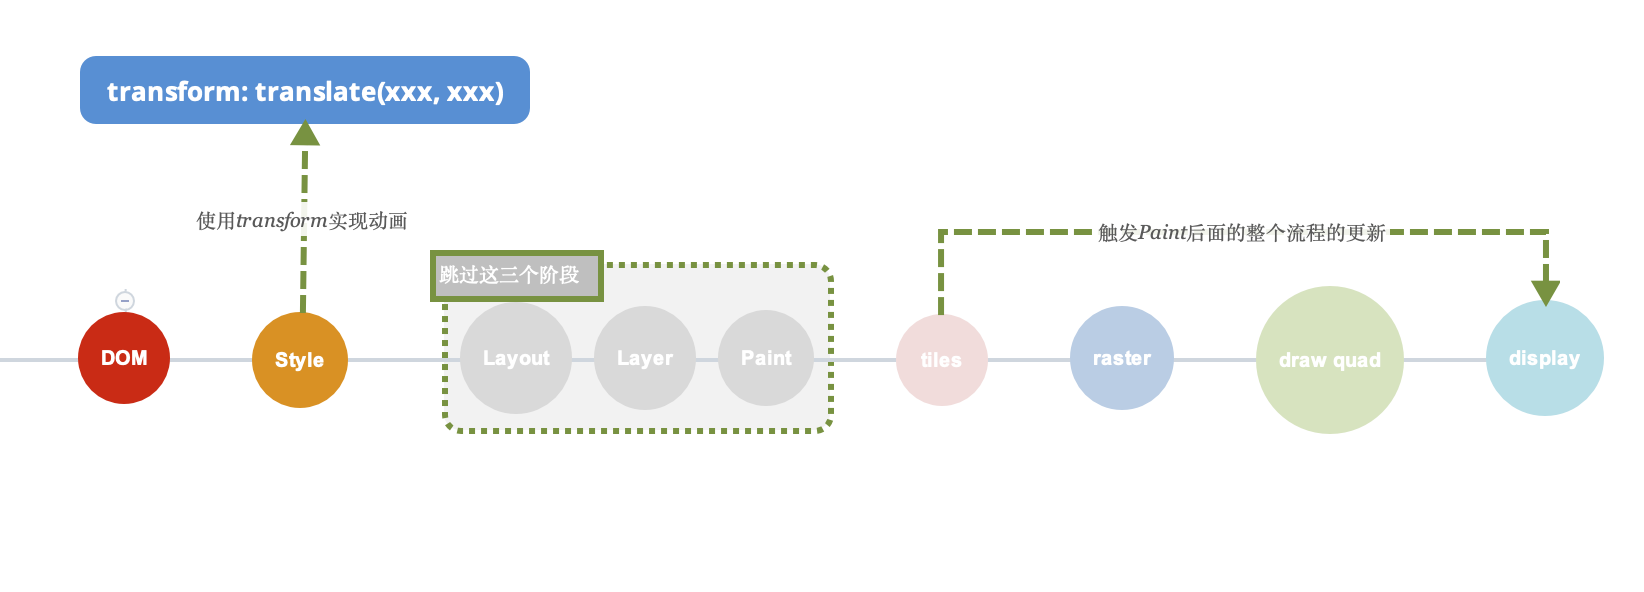 transform: translate(xxx, xxx)
使用transform实现动画
触发Paint后面的整个流程的更新
跳过这三个阶段
DOM
Style
Layout
Layer
Paint
tiles
raster
draw quad
display